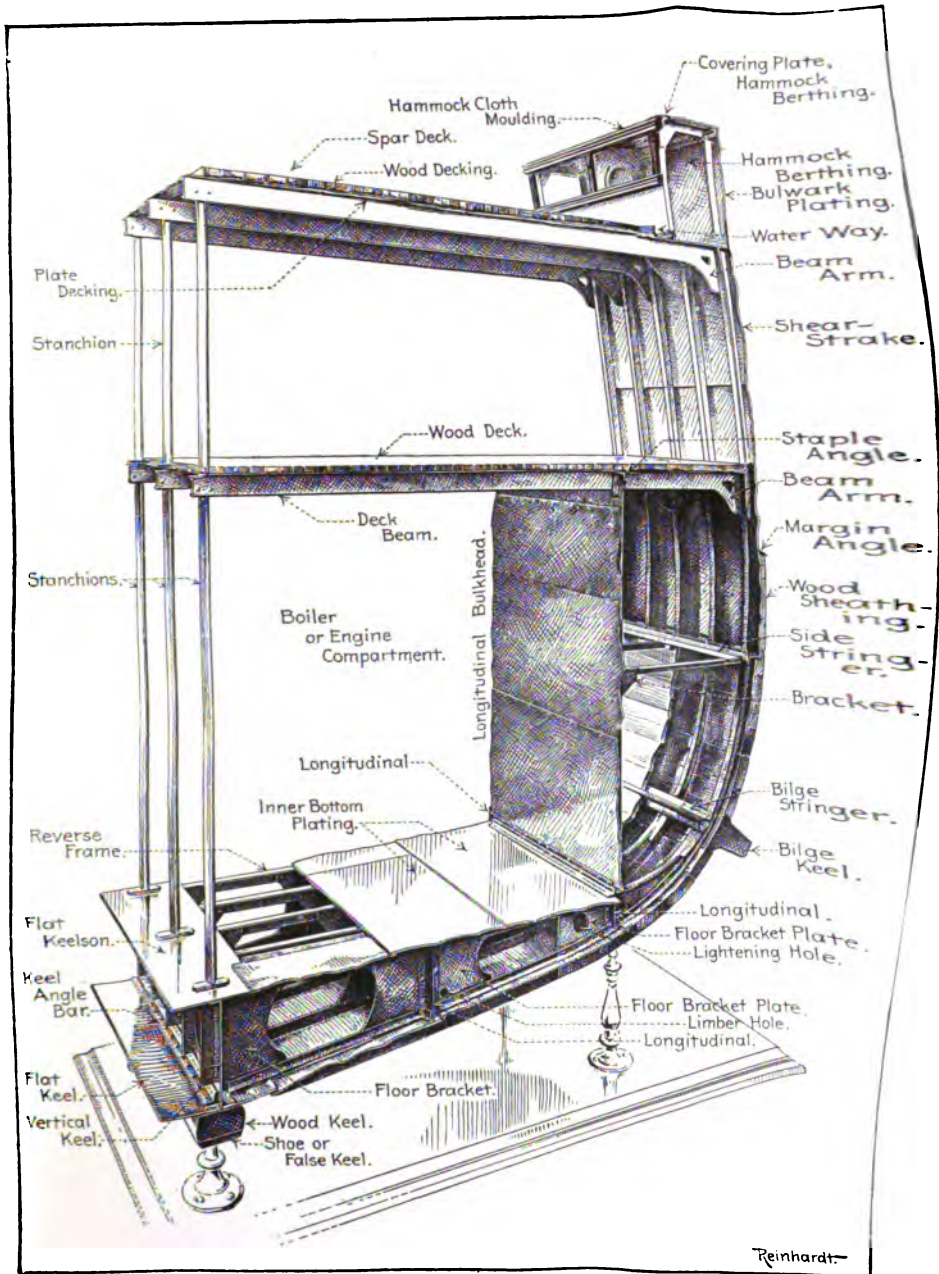 Covering Plate,
Hammock
Berthing.
Hammock Cloth
Moulding.
Spar Deck.
Wood Decking.
Hammock
Berthing.
Bulwark
Plating.
Water Way.
Beam
Arm.
Plate
Decking.
Shear-
Strake.
Stanchion
Wood Deck.
Staple
Angle.
Beam
Arm.
Deck
Beam.
Margin
Angle.
Stanchions.
Wood
Sheath-
ing.
Boiler
or Engine
Compartment.
Longitudinal Bulkhead.
Side
String-
er.
Bracket.
Longitudinal
Inner Bottom
Plating.
Bilge
Stringer.
Reverse
Frame.
Bilge
Keel.
Flat
Keelson.
Longitudinal.
Floor Bracket Plate.
Lightening Hole.
Keel
Angle
Bar.
Floor Bracket Plate.
Limber Hole.
Longitudinal.
Flat
Keel.
Floor Bracket.
Vertical
Keel.
Wood Keel.
Shoe or
False Keel.
Reinhardt